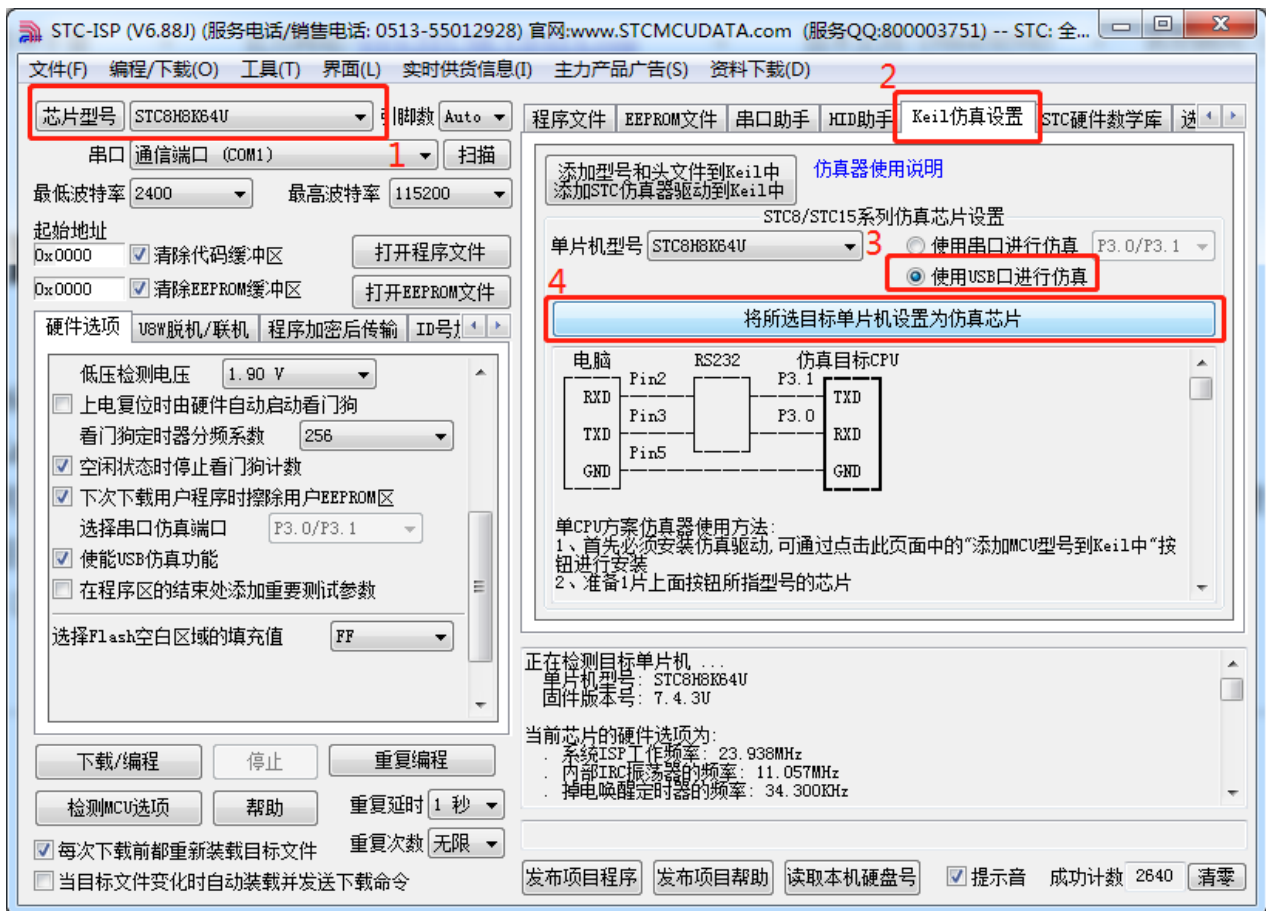 STC-ISP (V6.88J) (服务电话/销售电话: 0513-55012928) 官网:www.STCMCUDATA.com (服务QQ:800003751) -- STC: 全...
文件(F) 编程/下载(O) 工具(T) 界面(L) 实时供货信息(I) 主力产品广告(S) 资料下载(D)
芯片型号 STC8H8K64U 引脚数 Auto
1
串口 通信端口 (COM1) 扫描
最低波特率 2400 最高波特率 115200
起始地址
0x0000 清除代码缓冲区 打开程序文件
0x0000 清除EEPROM缓冲区 打开EEPROM文件
硬件选项 U8W脱机/联机 程序加密后传输 ID号
低压检测电压 1.90 V
上电复位时由硬件自动启动看门狗
看门狗定时器分频系数 256
空闲状态时停止看门狗计数
下次下载用户程序时擦除用户EEPROM区
选择串口仿真端口 P3.0/P3.1
使能USB仿真功能
在程序区的结束处添加重要测试参数
选择Flash空白区域的填充值 FF
下载/编程 停止 重复编程
检测MCU选项 帮助 重复延时 1 秒
每次下载前都重新装载目标文件 重复次数 无限
当目标文件变化时自动装载并发送下载命令
2
程序文件 EEPROM文件 串口助手 HID助手 Keil仿真设置 STC硬件数学库 选
添加型号和头文件到Keil中
添加STC仿真器驱动到Keil中
仿真器使用说明
STC8/STC15系列仿真芯片设置
单片机型号 STC8H8K64U 3 使用串口进行仿真 P3.0/P3.1
使用USB口进行仿真
4
将所选目标单片机设置为仿真芯片
电脑 RS232 仿真目标CPU
Pin2 P3.1
RXD TXD
Pin3 P3.0
TXD RXD
Pin5
GND GND
单CPU方案仿真器使用方法:
1、首先必须安装仿真驱动,可通过点击此页面中的“添加MCU型号到Keil中“按
钮进行安装
2、准备1片上面按钮所指型号的芯片
正在检测目标单片机 ...
单片机型号: STC8H8K64U
固件版本号: 7.4.3U
当前芯片的硬件选项为:
. 系统ISP工作频率: 23.938MHz
. 内部IRC振荡器的频率: 11.057MHz
. 掉电唤醒定时器的频率: 34.300KHz
发布项目程序 发布项目帮助 读取本机硬盘号 提示音 成功计数 2640 清零